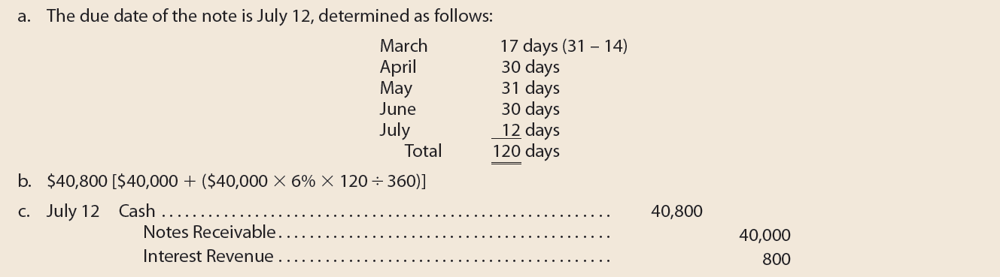 a. The due date of the note is July 12, determined as follows:
March 17 days (31 – 14)
April 30 days
May 31 days
June 30 days
July 12 days
Total 120 days
b. $40,800 [$40,000 + ($40,000 × 6% × 120 ÷ 360)]
c. July 12 Cash ............................................................ 40,800
Notes Receivable............................................ 40,000
Interest Revenue ............................................ 800